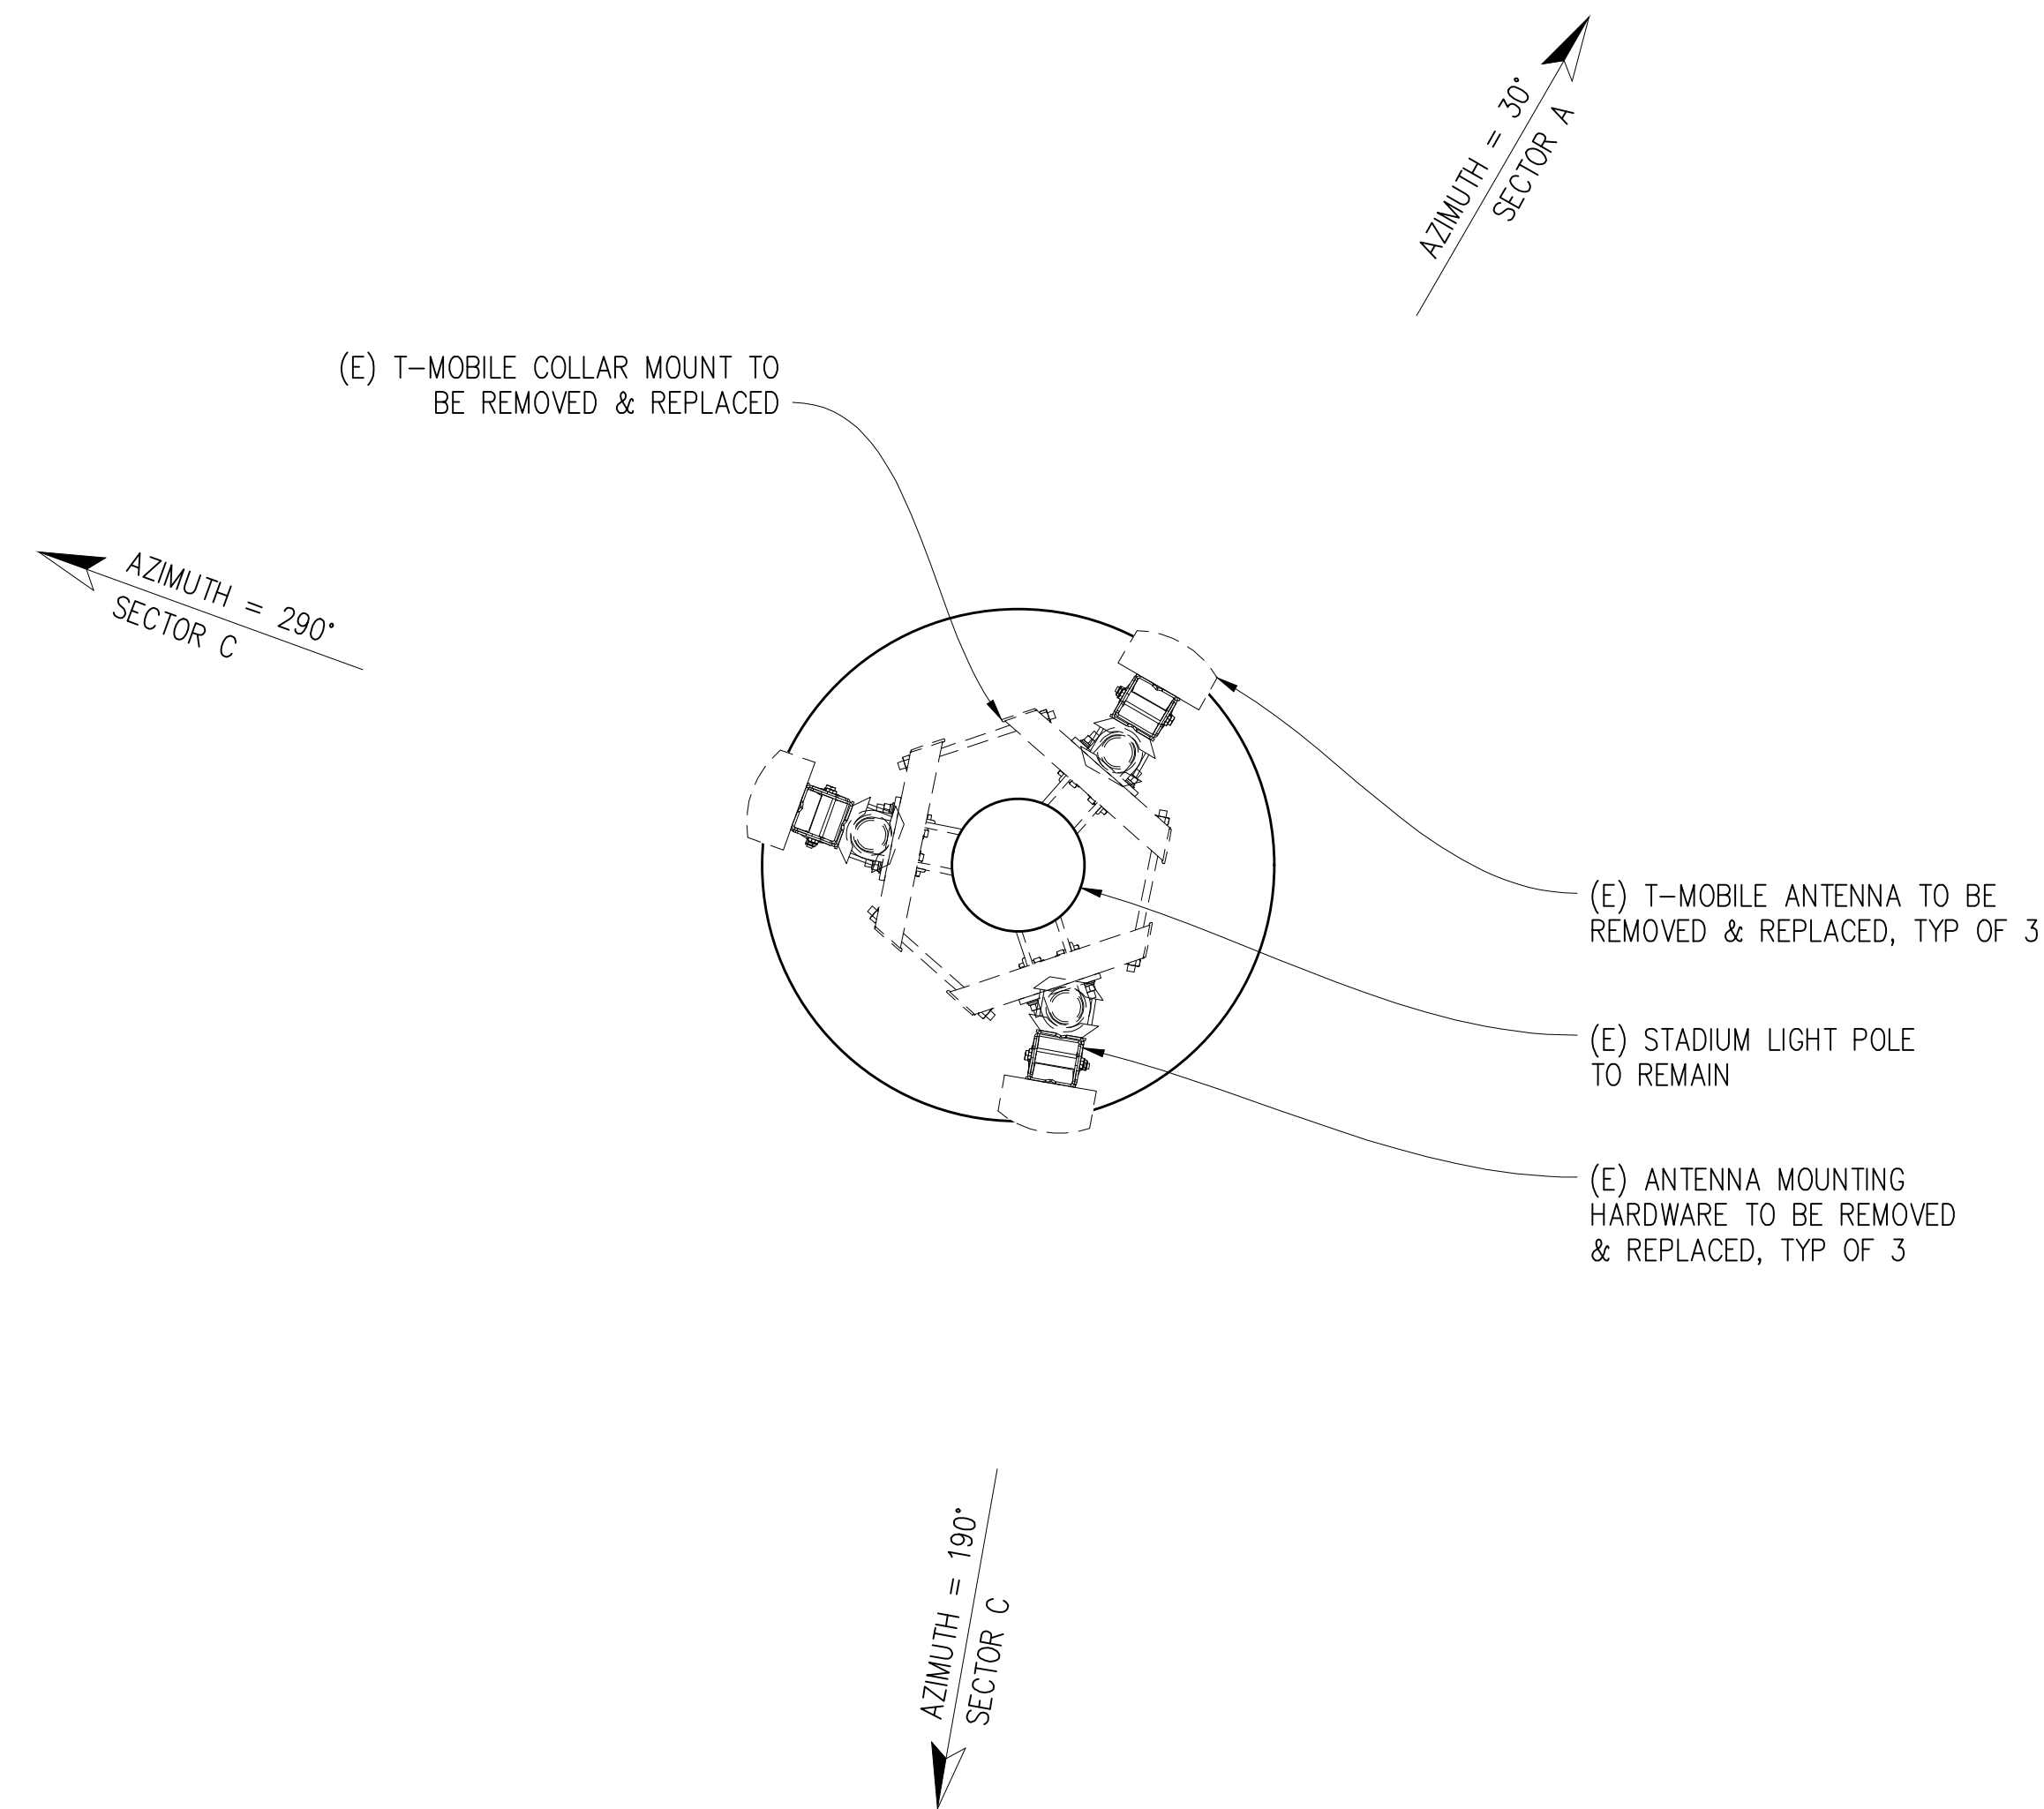 AZIMUTH = 30°
SECTOR A
(E) T-MOBILE COLLAR MOUNT TO
BE REMOVED & REPLACED
AZIMUTH = 290°
SECTOR C
(E) T-MOBILE ANTENNA TO BE
REMOVED & REPLACED, TYP OF 3
(E) STADIUM LIGHT POLE
TO REMAIN
(E) ANTENNA MOUNTING
HARDWARE TO BE REMOVED
& REPLACED, TYP OF 3
AZIMUTH = 190°
SECTOR C